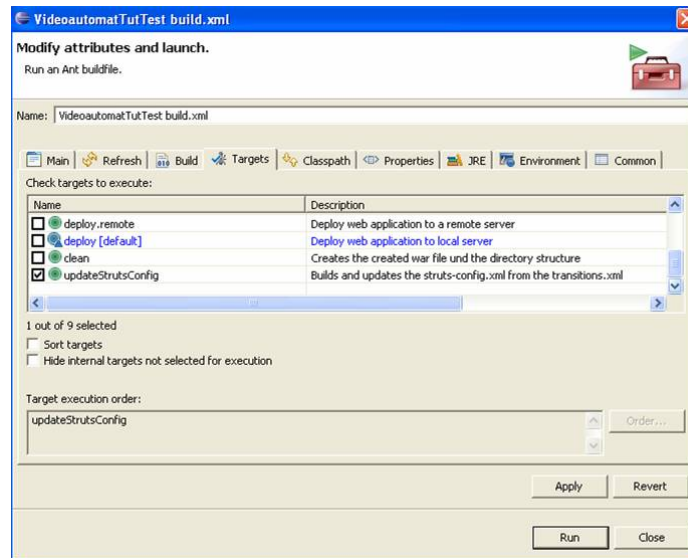 VideoautomatTutTest build.xml
Modify attributes and launch.
Run an Ant buildfile.
Name: VideoautomatTutTest build.xml
Main Refresh Build Targets Classpath Properties JRE Environment Common
Check targets to execute:
Name Description
deploy.remote Deploy web application to a remote server
deploy [default] Deploy web application to local server
clean Creates the created war file und the directory structure
updateStrutsConfig Builds and updates the struts-config.xml from the transitions.xml
1 out of 9 selected
Sort targets
Hide internal targets not selected for execution
Target execution order:
updateStrutsConfig
Order...
Apply Revert
Run Close